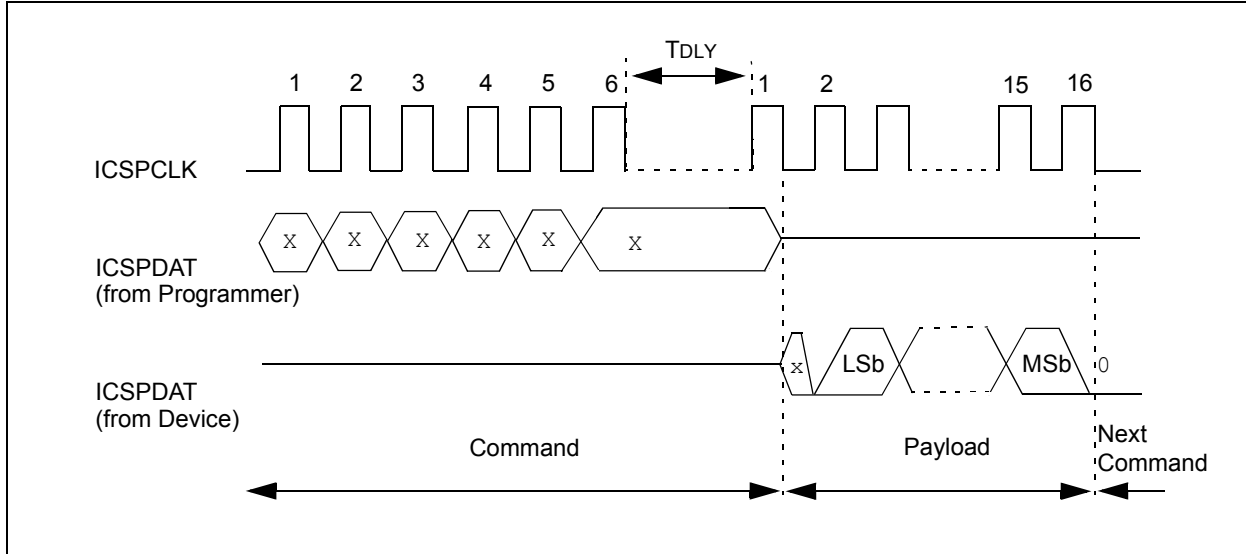 TDLY
1 2 3 4 5 6 1 2 15 16
ICSPCLK
X X X X X X
ICSPDAT
(from Programmer)
x LSb MSb 0
ICSPDAT
(from Device)
Command Payload Next
Command